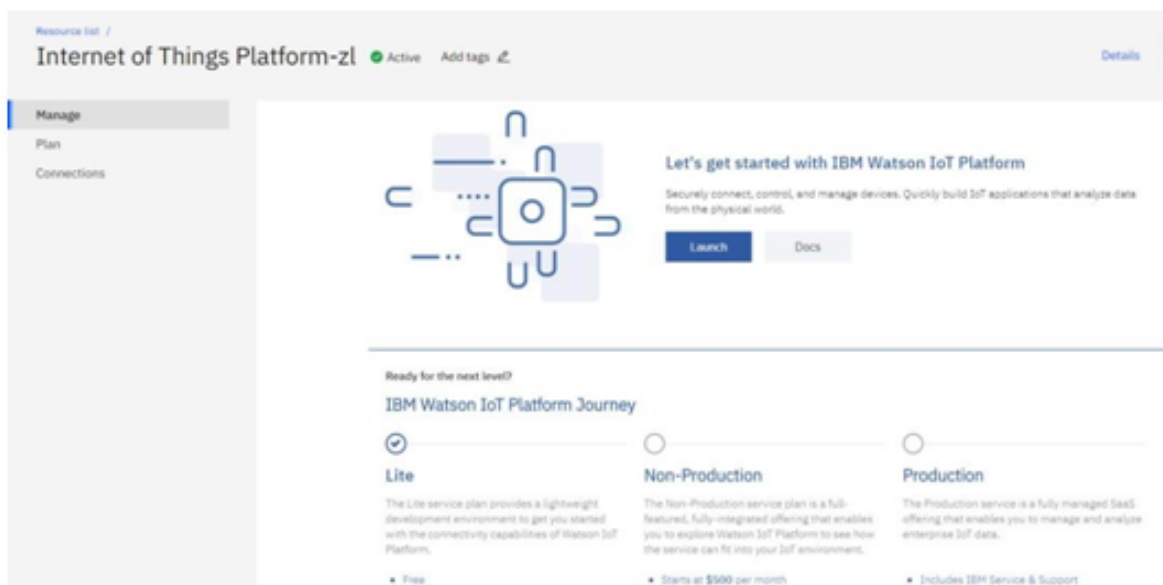 Resource list /
Internet of Things Platform-zl Active Add tags
Details
Manage
Plan
Connections
Let's get started with IBM Watson IoT Platform
Securely connect, control, and manage devices. Quickly build IoT applications that analyze data
from the physical world.
Launch Docs
Ready for the next level?
IBM Watson IoT Platform Journey
Lite
The Lite service plan provides a lightweight
development environment to get you started
with the connectivity capabilities of Watson IoT
Platform.
• Free
Non-Production
The Non-Production service plan is a full-
featured, fully-integrated offering that enables
you to explore Watson IoT Platform to see how
the service can fit into your IoT environment.
• Starts at $500 per month
Production
The Production service is a fully managed SaaS
offering that enables you to manage and analyze
enterprise IoT data.
• Includes IBM Service & Support